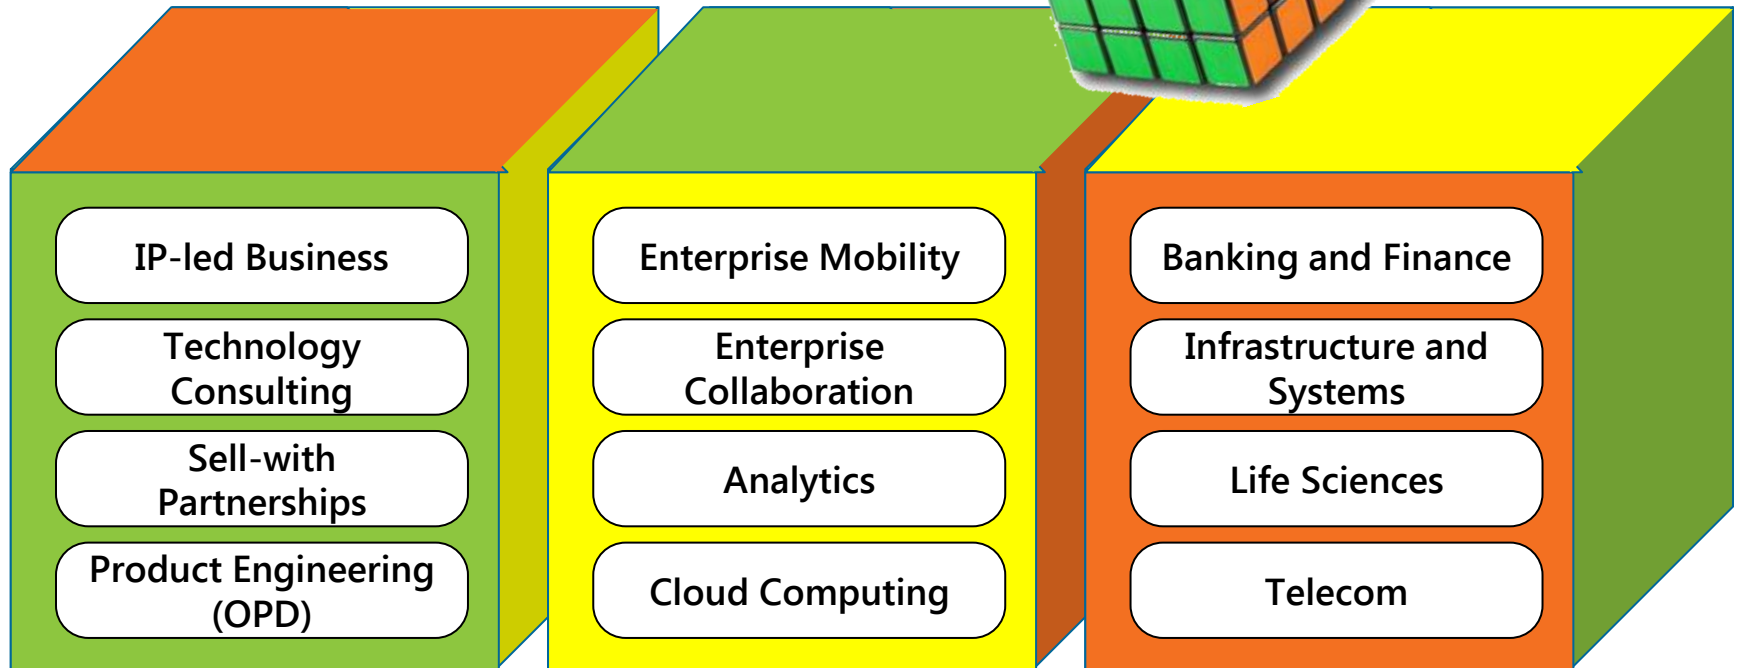 IP-led Business
Technology
Consulting
Sell-with
Partnerships
Product Engineering
(OPD)
Enterprise Mobility
Enterprise
Collaboration
Analytics
Cloud Computing
Banking and Finance
Infrastructure and
Systems
Life Sciences
Telecom